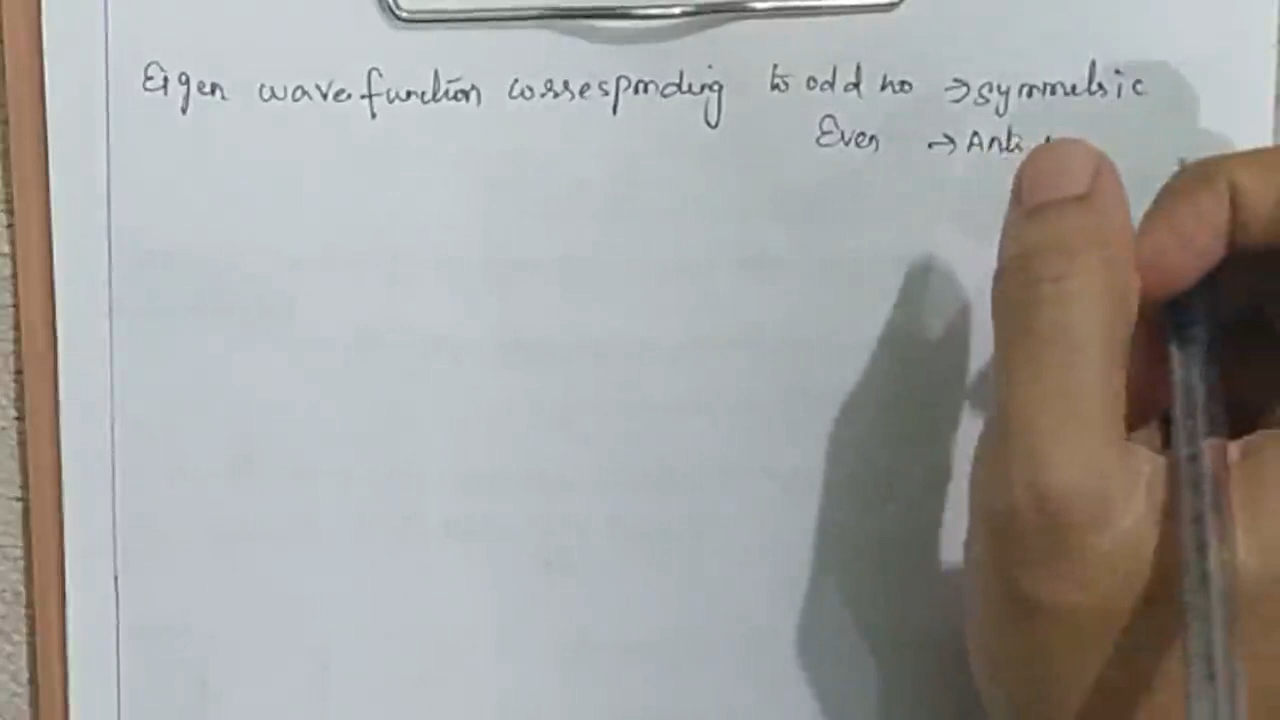 Eigen wavefunction corresponding to odd no → symmetric
Even → Anti